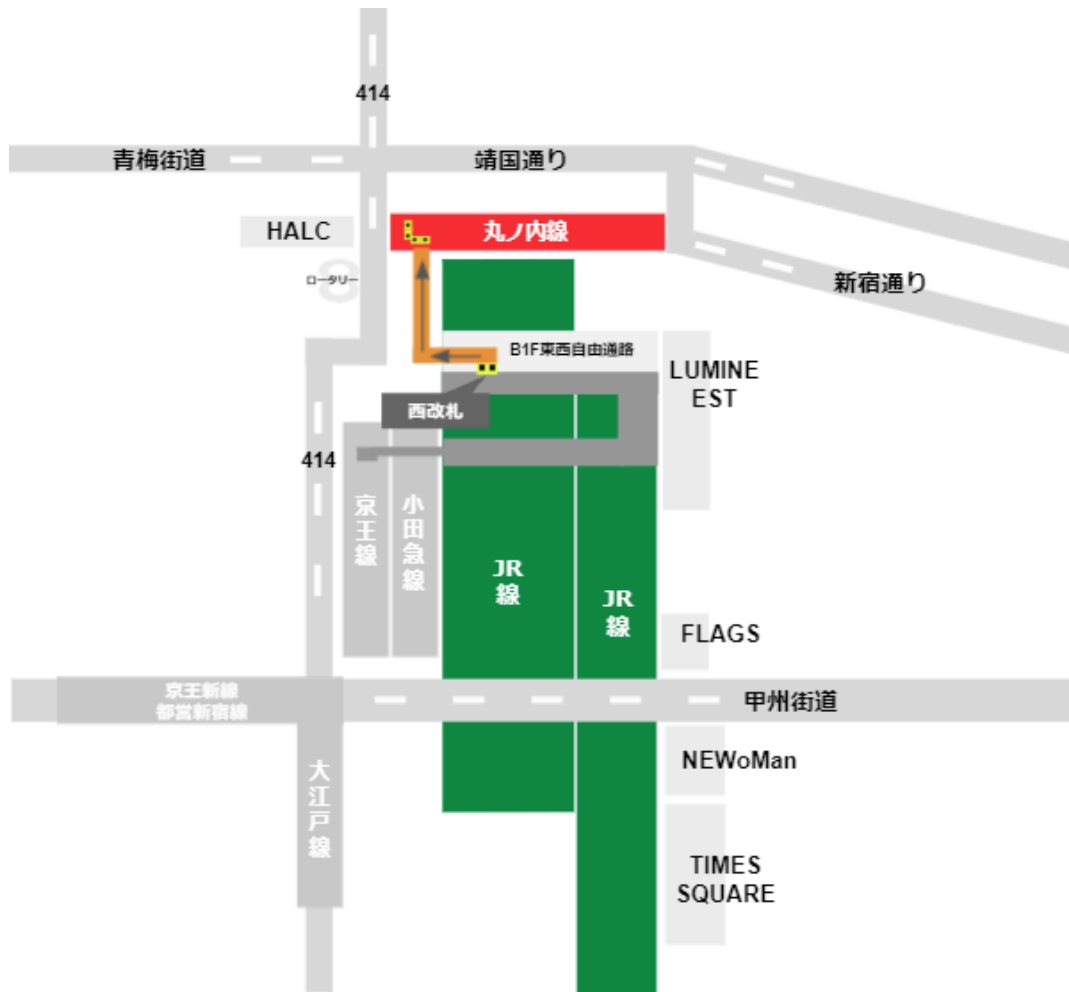 414
青梅街道
靖国通り
HALC
丸ノ内線
ロータリー
8
新宿通り
B1F東西自由通路
LUMINE
EST
西改札
414
京王線
小田急線
JR
線
JR
線
FLAGS
京王新線
都営新宿線
甲州街道
大江戸線
NEWoMan
TIMES
SQUARE